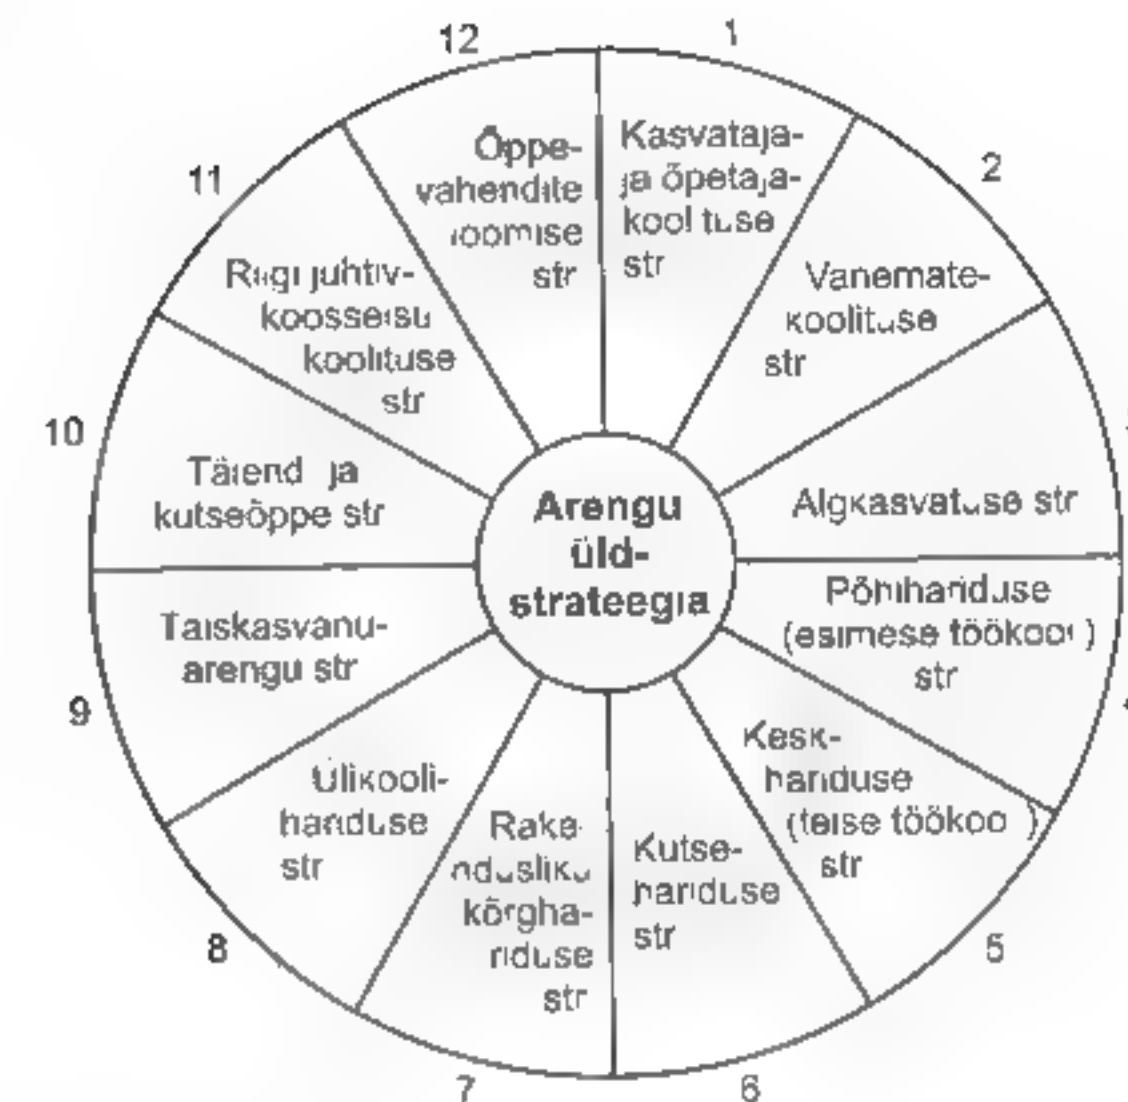 12
1
Õppe-
vahendite
loomise
str
Kasvataja-
ja õpetaja-
koolituse
str
2
Vanemate-
koolituse
str
Algkasvatuse str
Põhihariduse
(esimese töökooli)
str
Kesk-
hariduse
(teise töökooli)
str
5
Kutse-
hariduse
str
6
Rake-
ndusliku
kõrgha-
riduse
str
7
Ülikooli-
hariduse
str
8
Täiskasvanu-
arengu str
9
Täiend ja
kutseõppe str
10
Riigi juhtiv-
koosseisu
koolituse
str
11
Arengu
üld-
strateegia